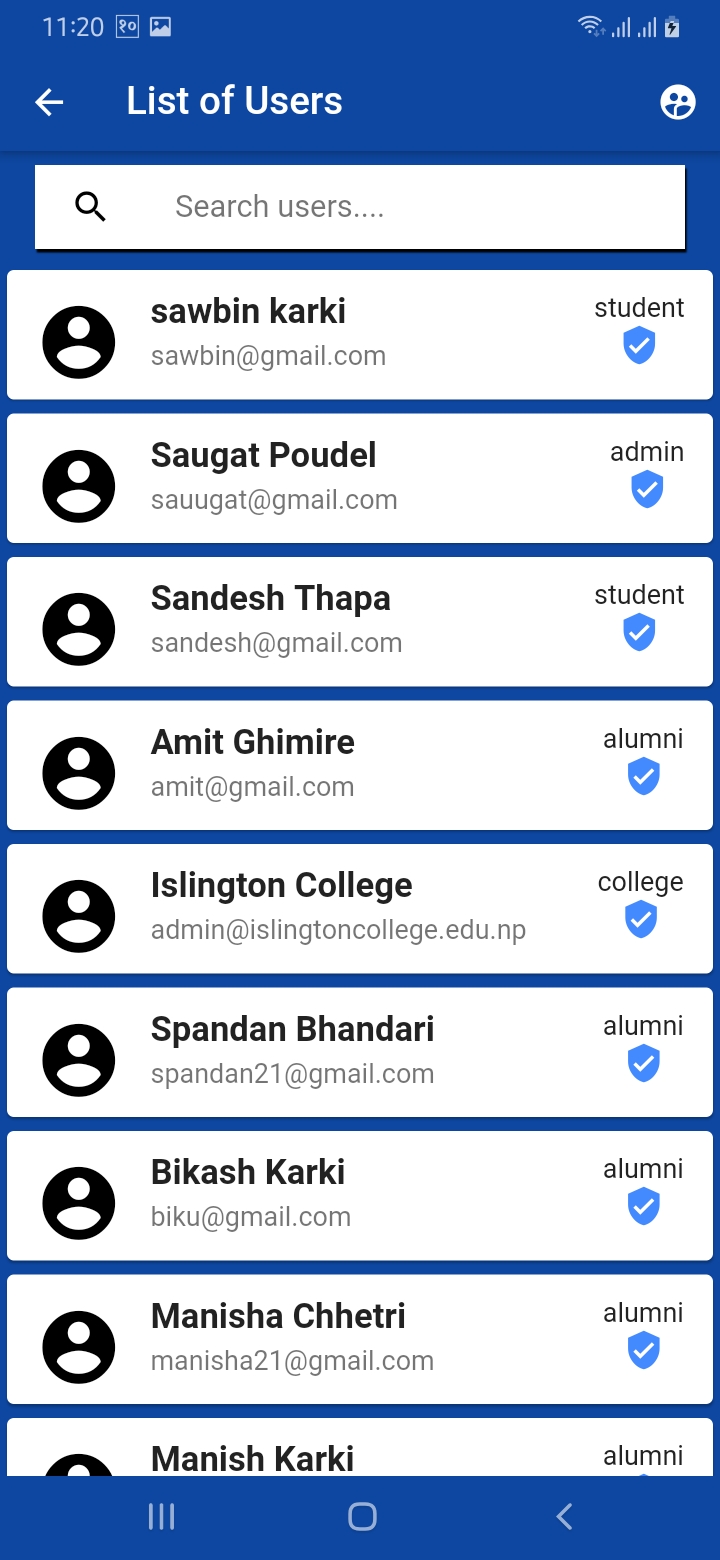 11:20 १०
List of Users
Search users....
sawbin karki
student
sawbin@gmail.com
Saugat Poudel
admin
sauugat@gmail.com
Sandesh Thapa
student
sandesh@gmail.com
Amit Ghimire
alumni
amit@gmail.com
Islington College
college
admin@islingtoncollege.edu.np
Spandan Bhandari
alumni
spandan21@gmail.com
Bikash Karki
alumni
biku@gmail.com
Manisha Chhetri
alumni
manisha21@gmail.com
Manish Karki
alumni